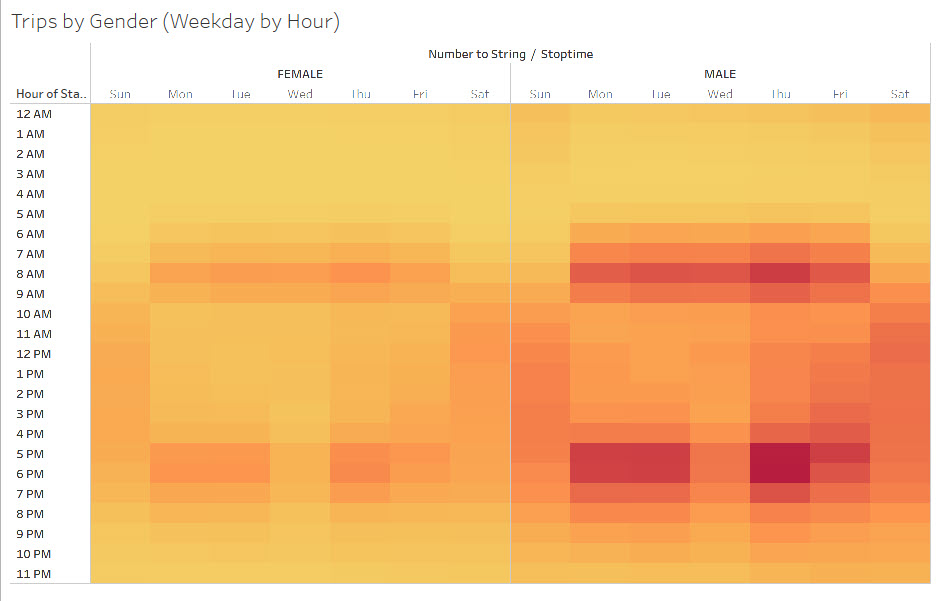 Trips by Gender (Weekday by Hour)
Number to String / Stoptime
FEMALE MALE
Hour of Sta.. Sun Mon Tue Wed Thu Fri Sat Sun Mon Tue Wed Thu Fri Sat
12 AM
1 AM
2 AM
3 AM
4 AM
5 AM
6 AM
7 AM
8 AM
9 AM
10 AM
11 AM
12 PM
1 PM
2 PM
3 PM
4 PM
5 PM
6 PM
7 PM
8 PM
9 PM
10 PM
11 PM